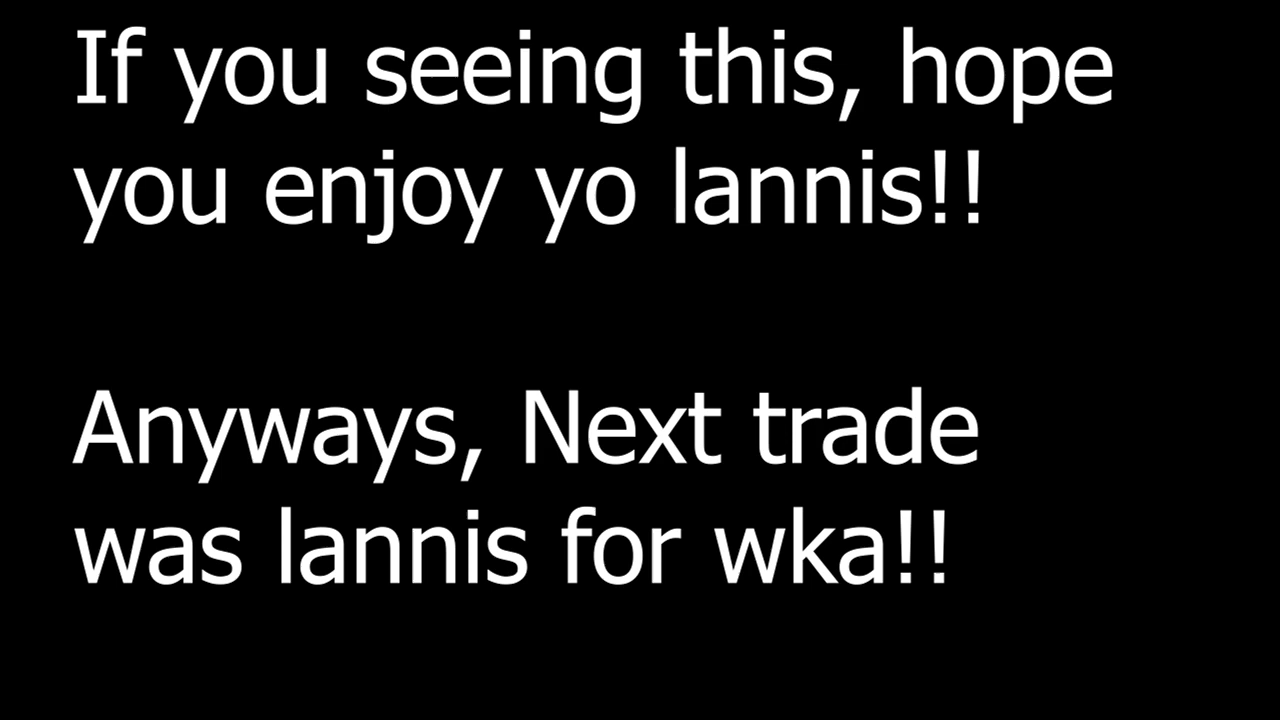 If you seeing this, hope
you enjoy yo lannis!!
Anyways, Next trade
was lannis for wka!!